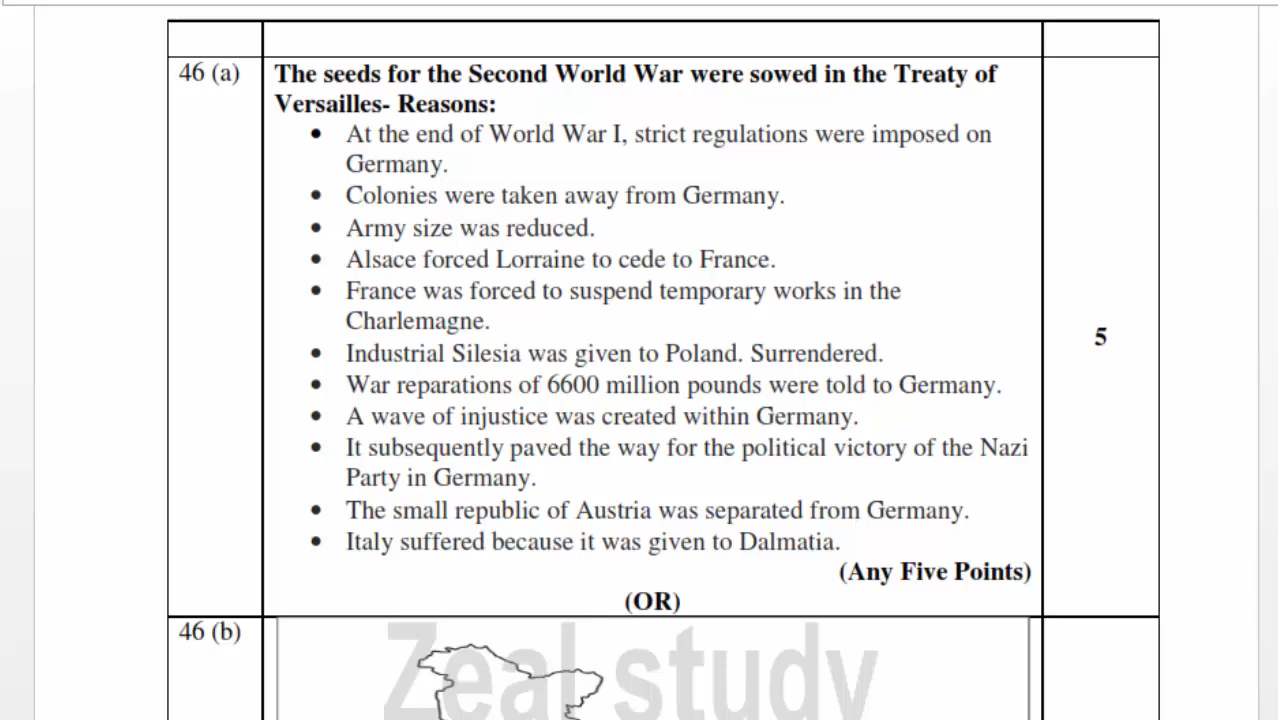 46 (a)
The seeds for the Second World War were sowed in the Treaty of
Versailles- Reasons:
• At the end of World War I, strict regulations were imposed on
Germany.
• Colonies were taken away from Germany.
• Army size was reduced.
• Alsace forced Lorraine to cede to France.
• France was forced to suspend temporary works in the
Charlemagne.
• Industrial Silesia was given to Poland. Surrendered.
• War reparations of 6600 million pounds were told to Germany.
• A wave of injustice was created within Germany.
• It subsequently paved the way for the political victory of the Nazi
Party in Germany.
• The small republic of Austria was separated from Germany.
• Italy suffered because it was given to Dalmatia.
(Any Five Points)
(OR)
5
46 (b)
Zeal study